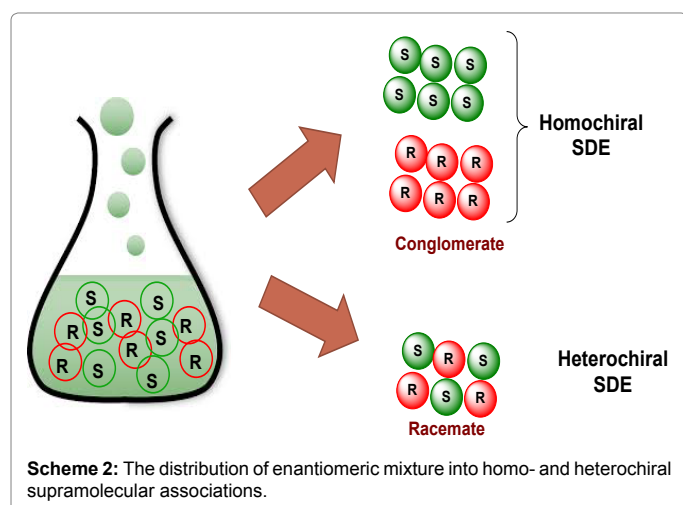 S S S
S S S
Homochiral
SDE
R R R
R R R
Conglomerate
S S
R R R
S S
R R
S S
S R S
R S R
Racemate
Heterochiral
SDE
Scheme 2: The distribution of enantiomeric mixture into homo- and heterochiral
supramolecular associations.